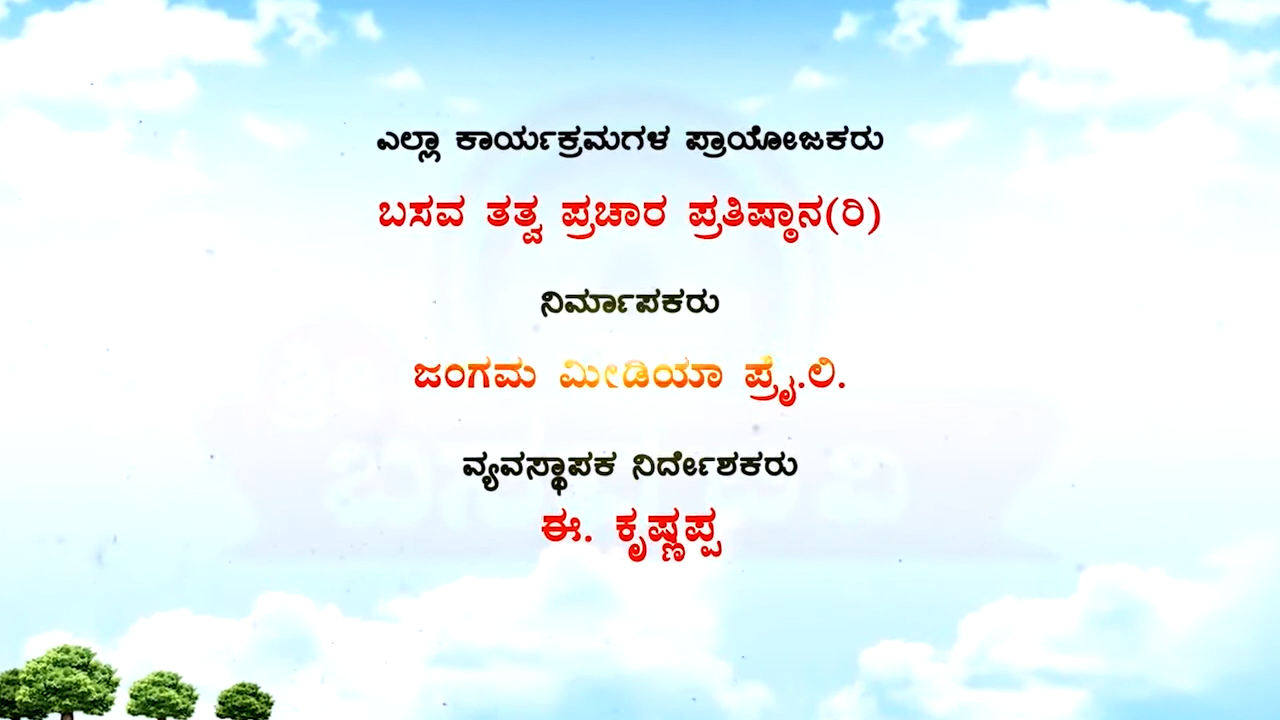 ಎಲ್ಲಾ ಕಾರ್ಯಕ್ರಮಗಳ ಪ್ರಾಯೋಜಕರು
ಬಸವ ತತ್ವ ಪ್ರಚಾರ ಪ್ರತಿಷ್ಠಾನ(ರಿ)
ನಿರ್ಮಾಪಕರು
ಜಂಗಮ ಮೀಡಿಯಾ ಪ್ರೈ.ಲಿ.
ವ್ಯವಸ್ಥಾಪಕ ನಿರ್ದೇಶಕರು
ಈ. ಕೃಷ್ಣಪ್ಪ